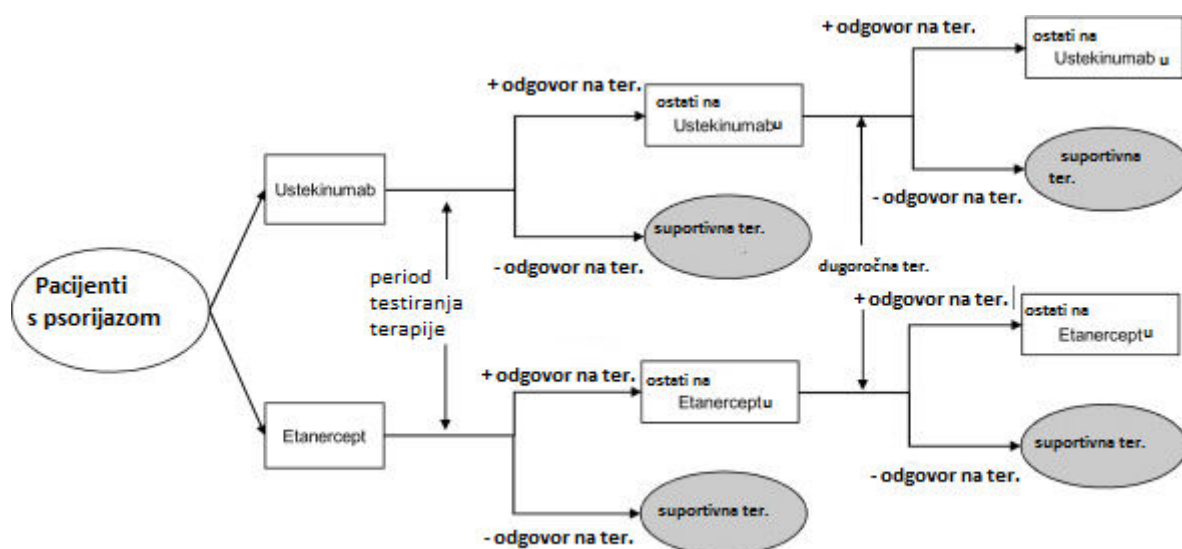 + odgovor na ter.
ostati na
Ustekinumab u
+ odgovor na ter.
ostati na
Ustekinumabu
suportivna
ter.
- odgovor na ter.
Ustekinumab
suportivna ter.
- odgovor na ter.
Pacijenti
s psorijazom
period
testiranja
terapije
dugoročna ter.
+ odgovor na ter.
ostati na
Etanerceptu
+ odgovor na ter.
ostati na
Etanerceptu
Etanercept
suportivna ter.
- odgovor na ter.
suportivna ter.
- odgovor na ter.